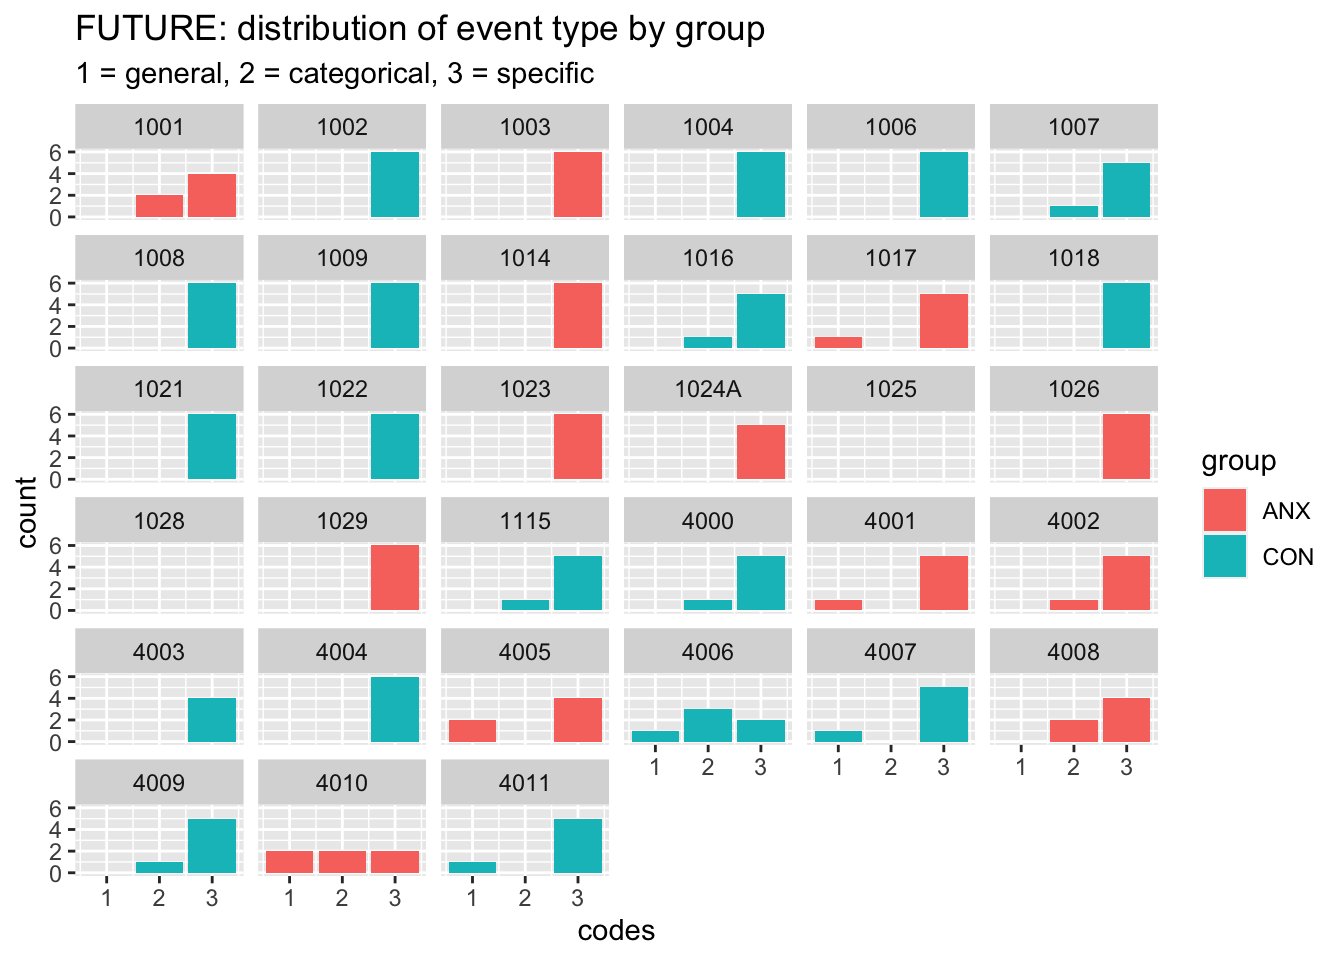 FUTURE: distribution of event type by group
1 = general, 2 = categorical, 3 = specific
1001 1002 1003 1004 1006 1007
6
4
2
0
1008 1009 1014 1016 1017 1018
6
4
2
0
1021 1022 1023 1024A 1025 1026
6
4
2
0
1028 1029 1115 4000 4001 4002
6
4
2
0
4003 4004 4005 4006 4007 4008
6
4
2
0
1 2 3 1 2 3 1 2 3
4009 4010 4011
6
4
2
0
1 2 3 1 2 3 1 2 3
codes
count
group
ANX
CON